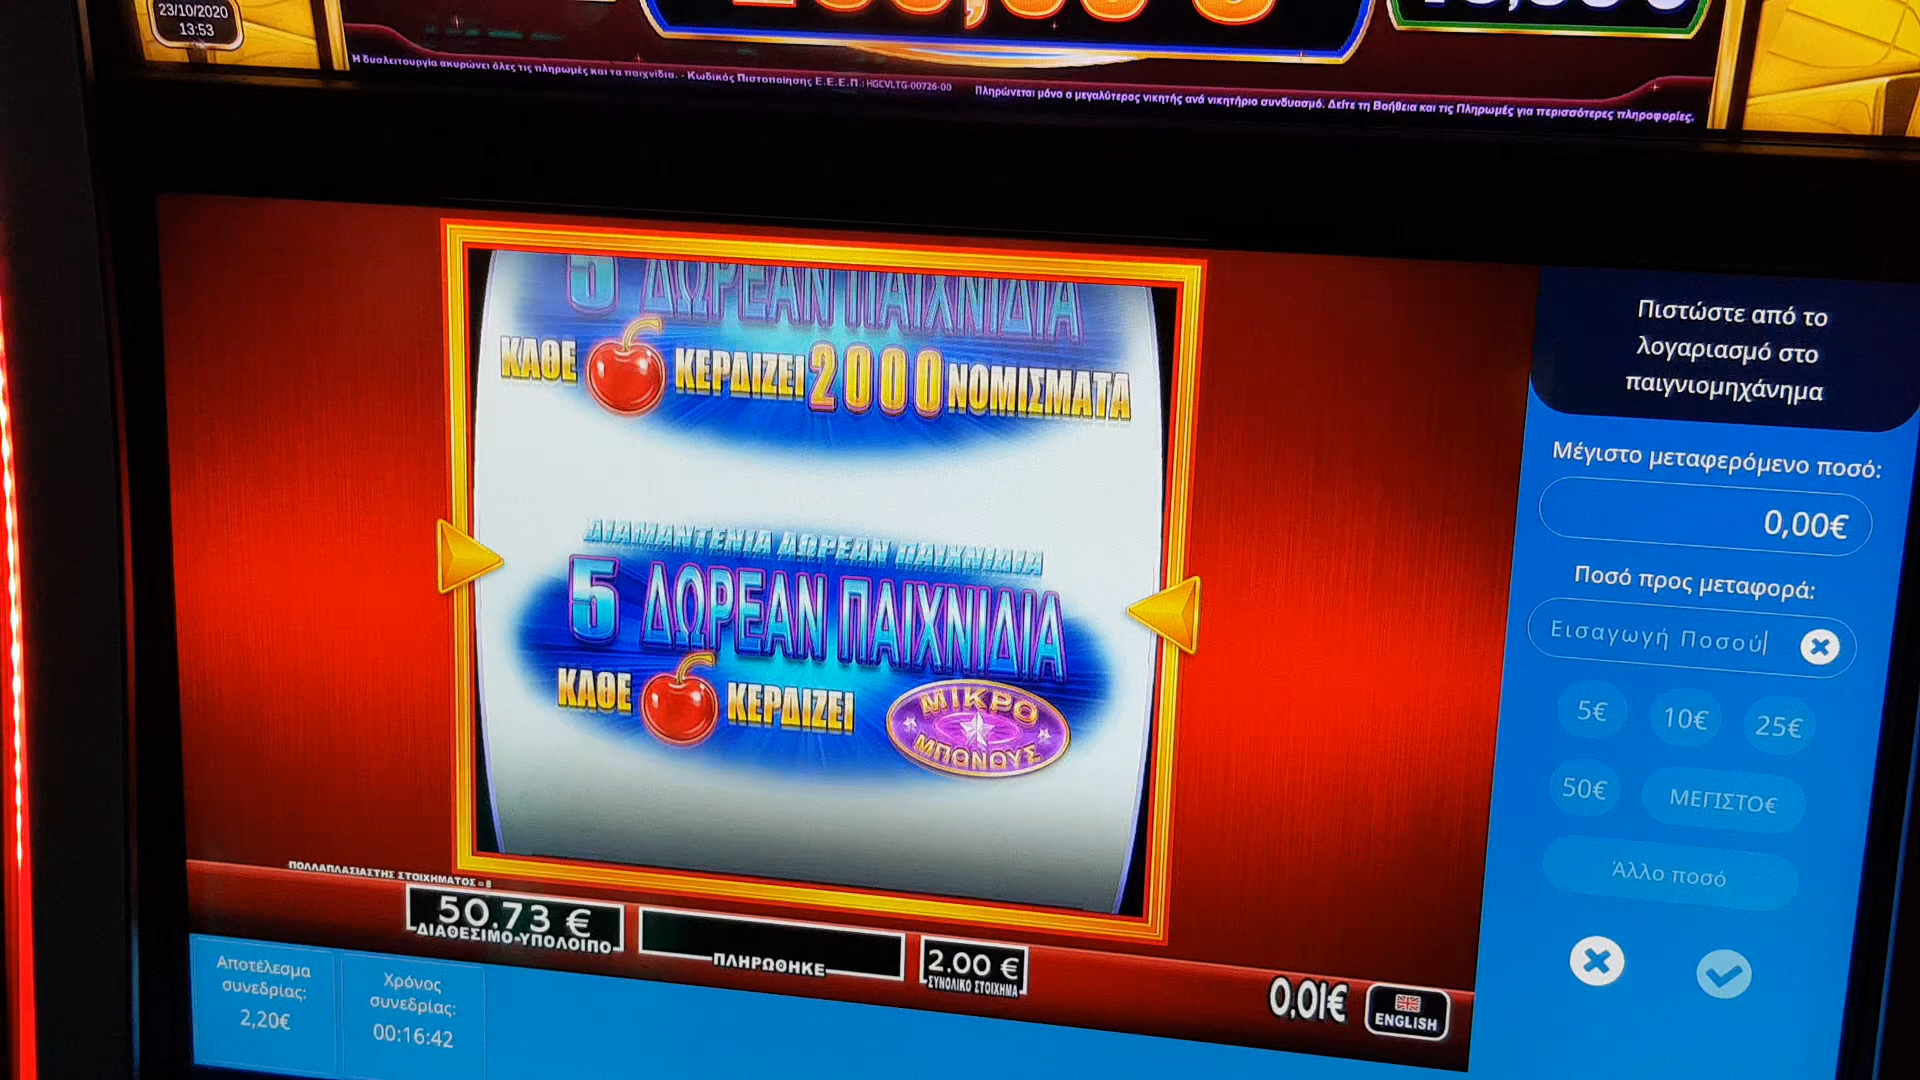 23/10/2020
13:53
Η δυσλειτουργία ακυρώνει όλες τις πληρωμές και τα παιχνίδια. - Κωδικός Πιστοποίησης Ε.Ε.Ε.Π.: HGCVLTG-00726-00
Πληρώνεται μόνο ο μεγαλύτερος νικητής ανά νικητήριο συνδυασμό. Δείτε τη Βοήθεια και τις Πληρωμές για περισσότερες πληροφορίες.
5 ΔΩΡΕΑΝ ΠΑΙΧΝΙΔΙΑ
ΚΑΘΕ ΚΕΡΔΙΖΕΙ 2000 ΝΟΜΙΣΜΑΤΑ
ΔΙΑΜΑΝΤΕΝΙΑ ΔΩΡΕΑΝ ΠΑΙΧΝΙΔΙΑ
5 ΔΩΡΕΑΝ ΠΑΙΧΝΙΔΙΑ
ΚΑΘΕ ΚΕΡΔΙΖΕΙ
ΜΙΚΡΟ
ΜΠΟΝΟΥΣ
ΠΟΛΛΑΠΛΑΣΙΑΣΤΗΣ ΣΤΟΙΧΗΜΑΤΟΣ = 8
50.73 €
ΔΙΑΘΕΣΙΜΟ-ΥΠΟΛΟΙΠΟ
ΠΛΗΡΩΘΗΚΕ
2.00 €
ΣΥΝΟΛΙΚΟ ΣΤΟΙΧΗΜΑ
0,01€
ENGLISH
Αποτέλεσμα
συνεδρίας:
2,20€
Χρόνος
συνεδρίας:
00:16:42
Πιστώστε από το
λογαριασμό στο
παιγνιομηχάνημα
Μέγιστο μεταφερόμενο ποσό:
0,00€
Ποσό προς μεταφορά:
Εισαγωγή Ποσού
5€
10€
25€
50€
ΜΕΓΙΣΤΟ€
Άλλο ποσό